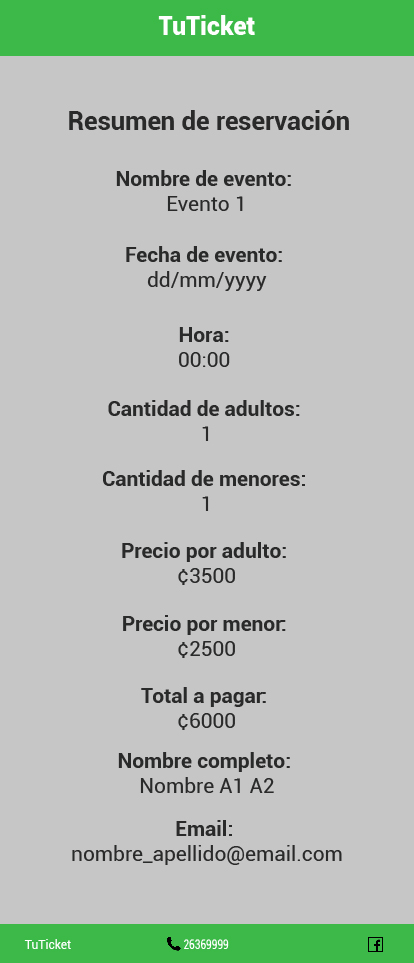 TuTicket
Resumen de reservación
Nombre de evento:
Evento 1
Fecha de evento:
dd/mm/yyyy
Hora:
00:00
Cantidad de adultos:
1
Cantidad de menores:
1
Precio por adulto:
¢3500
Precio por menor:
¢2500
Total a pagar:
¢6000
Nombre completo:
Nombre A1 A2
Email:
nombre_apellido@email.com
TuTicket 26369999